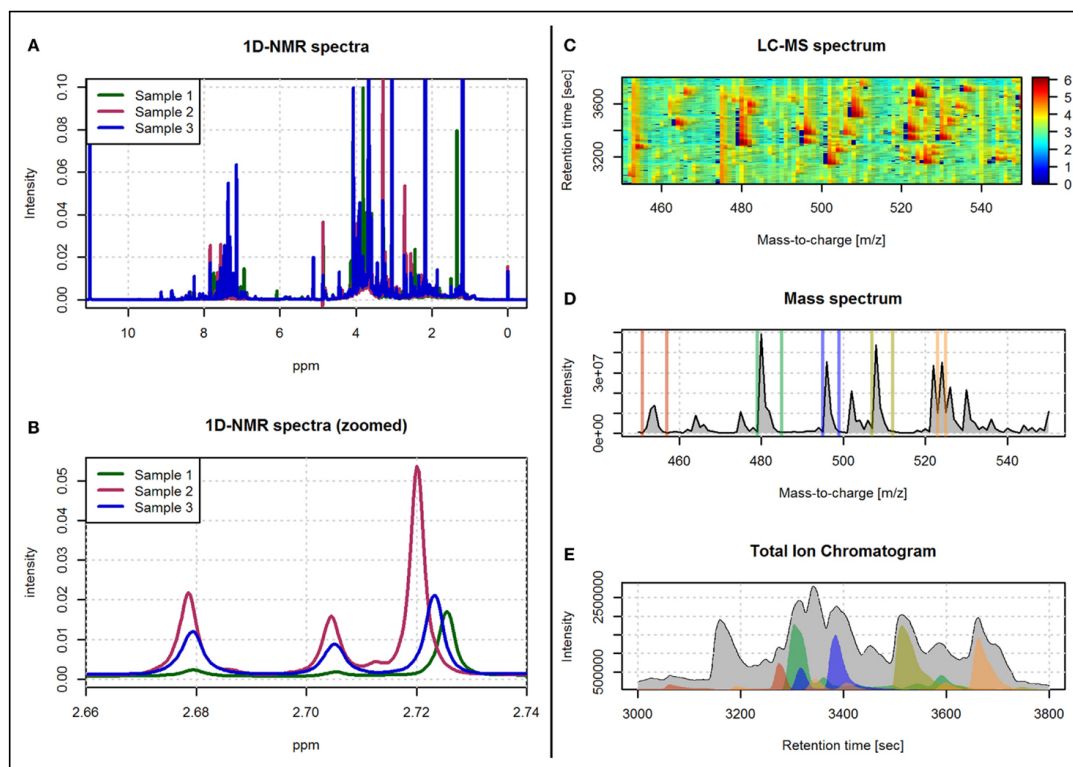 A
1D-NMR spectra
Intensity
0.00 0.02 0.04 0.06 0.08 0.10
Sample 1
Sample 2
Sample 3
10 8 6 4 2 0
ppm
B
1D-NMR spectra (zoomed)
intensity
0.00 0.01 0.02 0.03 0.04 0.05
Sample 1
Sample 2
Sample 3
2.66 2.68 2.70 2.72 2.74
ppm
C
LC-MS spectrum
Retention time [sec]
3200 3600
460 480 500 520 540
Mass-to-charge [m/z]
6
5
4
3
2
1
0
D
Mass spectrum
Intensity
0e+00 3e+07
460 480 500 520 540
Mass-to-charge [m/z]
E
Total Ion Chromatogram
Intensity
500000 2500000
3000 3200 3400 3600 3800
Retention time [sec]